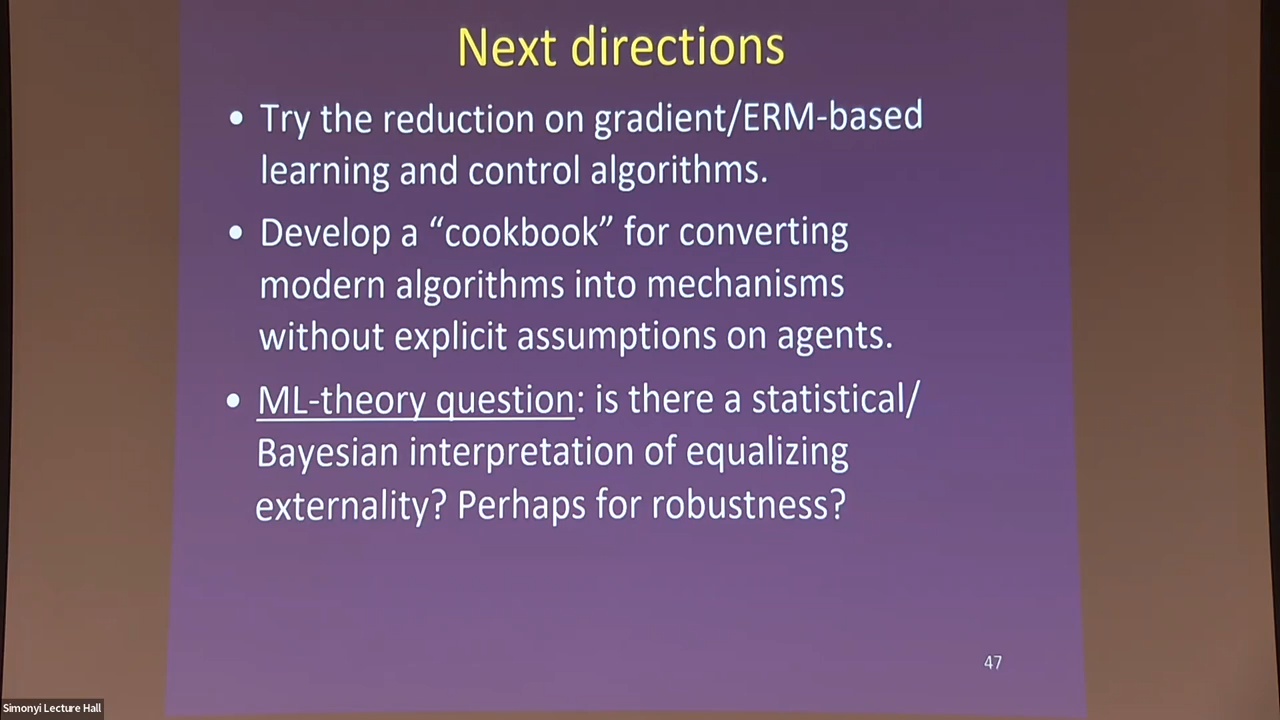 Next directions
• Try the reduction on gradient/ERM-based
learning and control algorithms.
• Develop a “cookbook” for converting
modern algorithms into mechanisms
without explicit assumptions on agents.
• ML-theory question: is there a statistical/
Bayesian interpretation of equalizing
externality? Perhaps for robustness?
47
Simonyi Lecture Hall